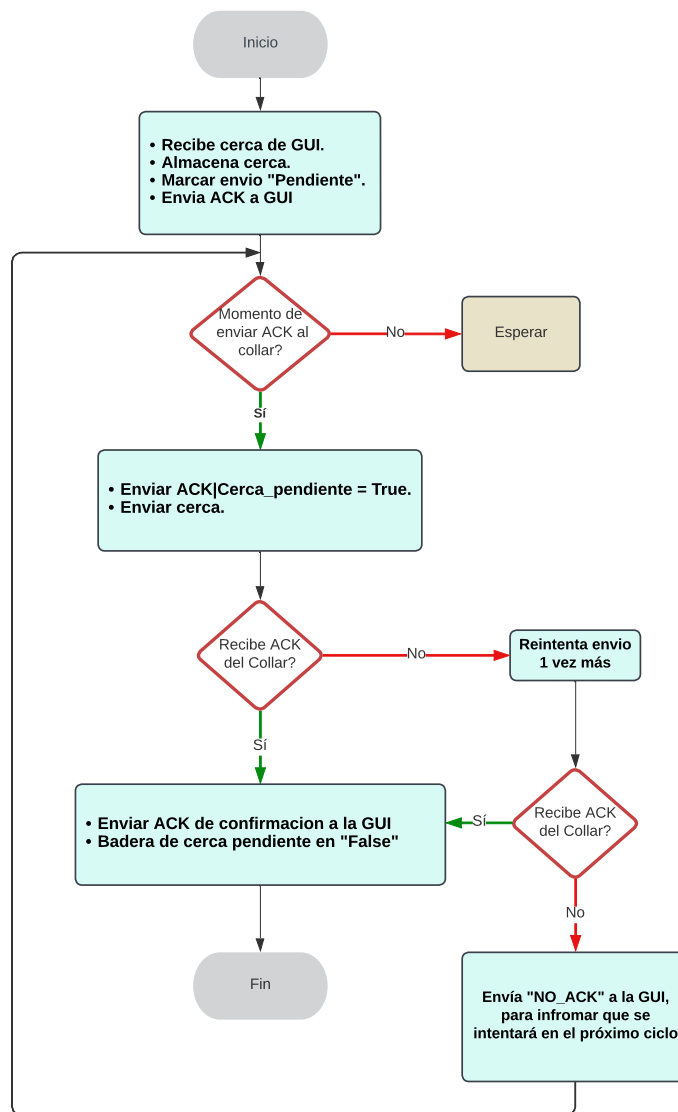 Inicio
• Recibe cerca de GUI.
• Almacena cerca.
• Marcar envio "Pendiente".
• Envia ACK a GUI
Momento de
enviar ACK al
collar?
No
Esperar
Sí
• Enviar ACK|Cerca_pendiente = True.
• Enviar cerca.
Recibe ACK
del Collar?
No
Reintenta envio
1 vez más
Sí
Recibe ACK
del Collar?
Sí
• Enviar ACK de confirmacion a la GUI
• Badera de cerca pendiente en "False"
No
Fin
Envía "NO_ACK" a la GUI,
para infromar que se
intentará en el próximo ciclo